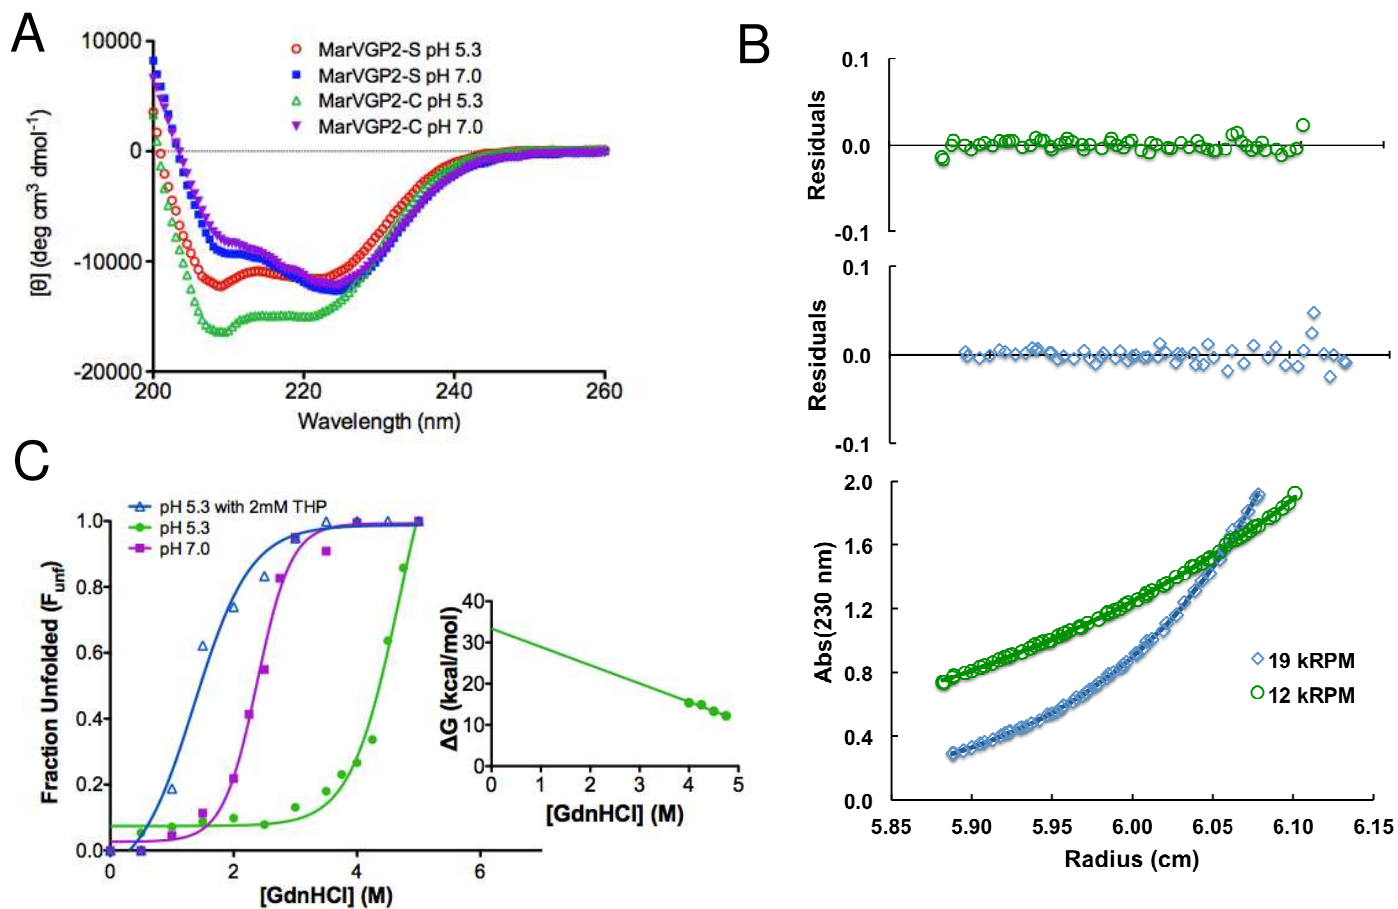 A
10000
0
-10000
-20000
[θ] (deg cm³ dmol⁻¹)
MarVGP2-S pH 5.3
MarVGP2-S pH 7.0
MarVGP2-C pH 5.3
MarVGP2-C pH 7.0
200 220 240 260
Wavelength (nm)
B
0.1
0.0
-0.1
Residuals
0.1
0.0
-0.1
Residuals
2.0
1.6
1.2
0.8
0.4
0.0
Abs(230 nm)
19 kRPM
12 kRPM
5.85 5.90 5.95 6.00 6.05 6.10 6.15
Radius (cm)
C
pH 5.3 with 2mM THP
pH 5.3
pH 7.0
1.0
0.8
0.6
0.4
0.2
0.0
Fraction Unfolded (Funf)
0 2 4 6
[GdnHCl] (M)
40
30
20
10
0
ΔG (kcal/mol)
0 1 2 3 4 5
[GdnHCl] (M)